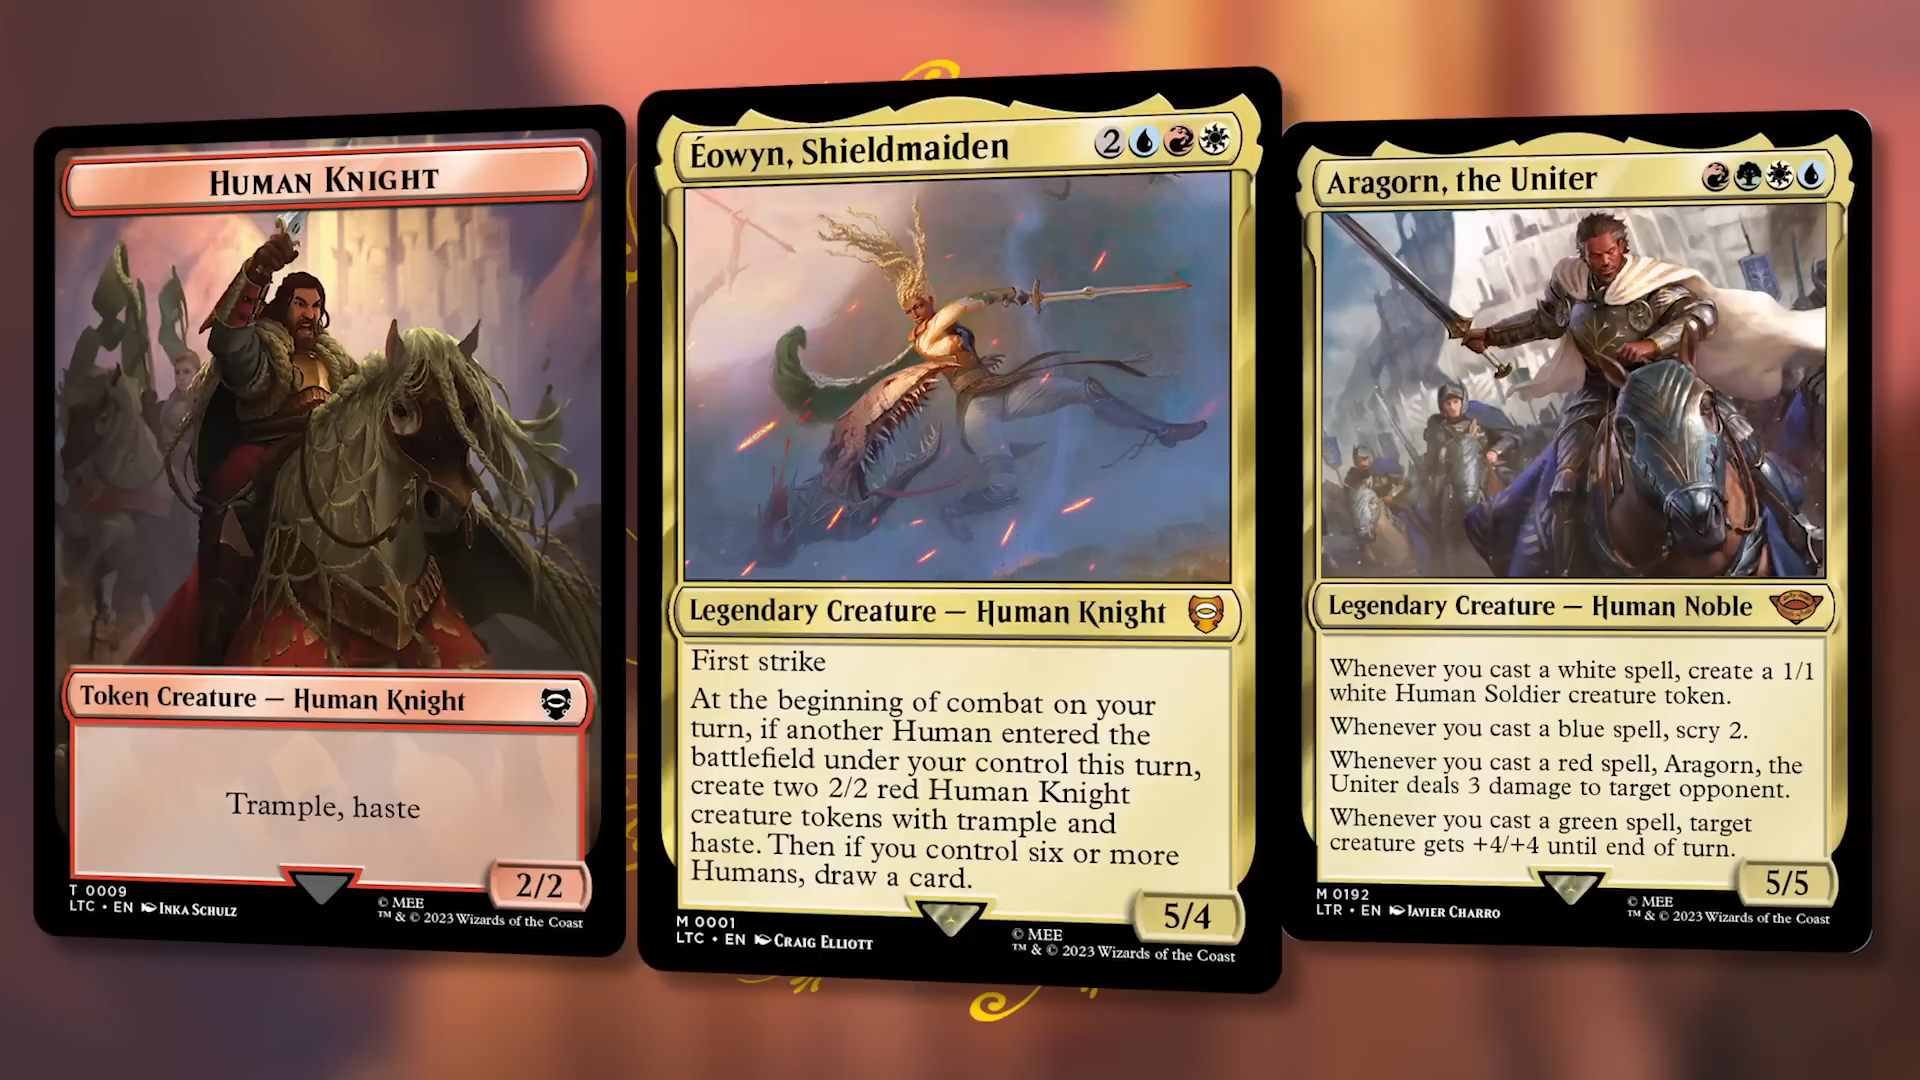 Human Knight
Token Creature — Human Knight
Trample, haste
2/2
T 0009
LTC • EN Inka Schulz
© MEE
™ & © 2023 Wizards of the Coast
Éowyn, Shieldmaiden
2
Legendary Creature — Human Knight
First strike
At the beginning of combat on your
turn, if another Human entered the
battlefield under your control this turn,
create two 2/2 red Human Knight
creature tokens with trample and
haste. Then if you control six or more
Humans, draw a card.
5/4
M 0001
LTC • EN Craig Elliott
© MEE
™ & © 2023 Wizards of the Coast
Aragorn, the Uniter
Legendary Creature — Human Noble
Whenever you cast a white spell, create a 1/1
white Human Soldier creature token.
Whenever you cast a blue spell, scry 2.
Whenever you cast a red spell, Aragorn, the
Uniter deals 3 damage to target opponent.
Whenever you cast a green spell, target
creature gets +4/+4 until end of turn.
5/5
M 0192
LTR • EN Javier Charro
© MEE
™ & © 2023 Wizards of the Coast